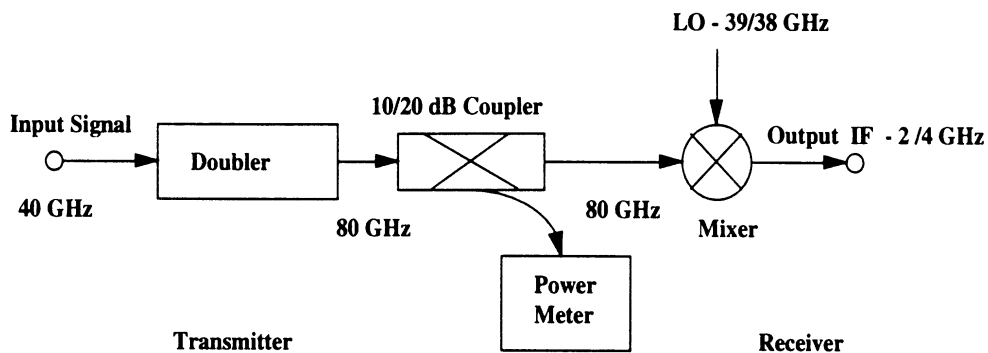 LO - 39/38 GHz
10/20 dB Coupler
Input Signal
Doubler
Output IF - 2 /4 GHz
40 GHz
80 GHz
80 GHz
Mixer
Power
Meter
Transmitter
Receiver